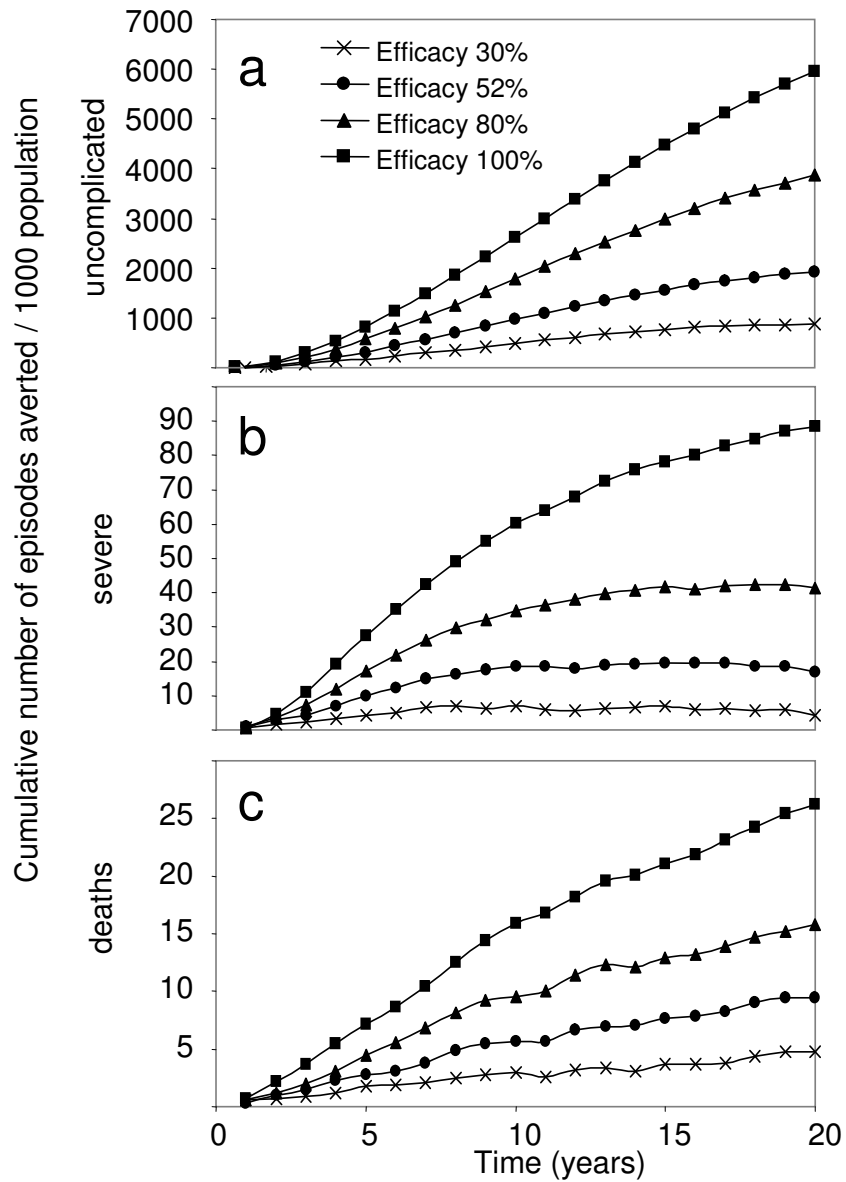 Cumulative number of episodes averted / 1000 population
uncomplicated
7000
6000
5000
4000
3000
2000
1000
a
Efficacy 30%
Efficacy 52%
Efficacy 80%
Efficacy 100%
severe
90
80
70
60
50
40
30
20
10
b
deaths
25
20
15
10
5
c
0 5 10 15 20
Time (years)